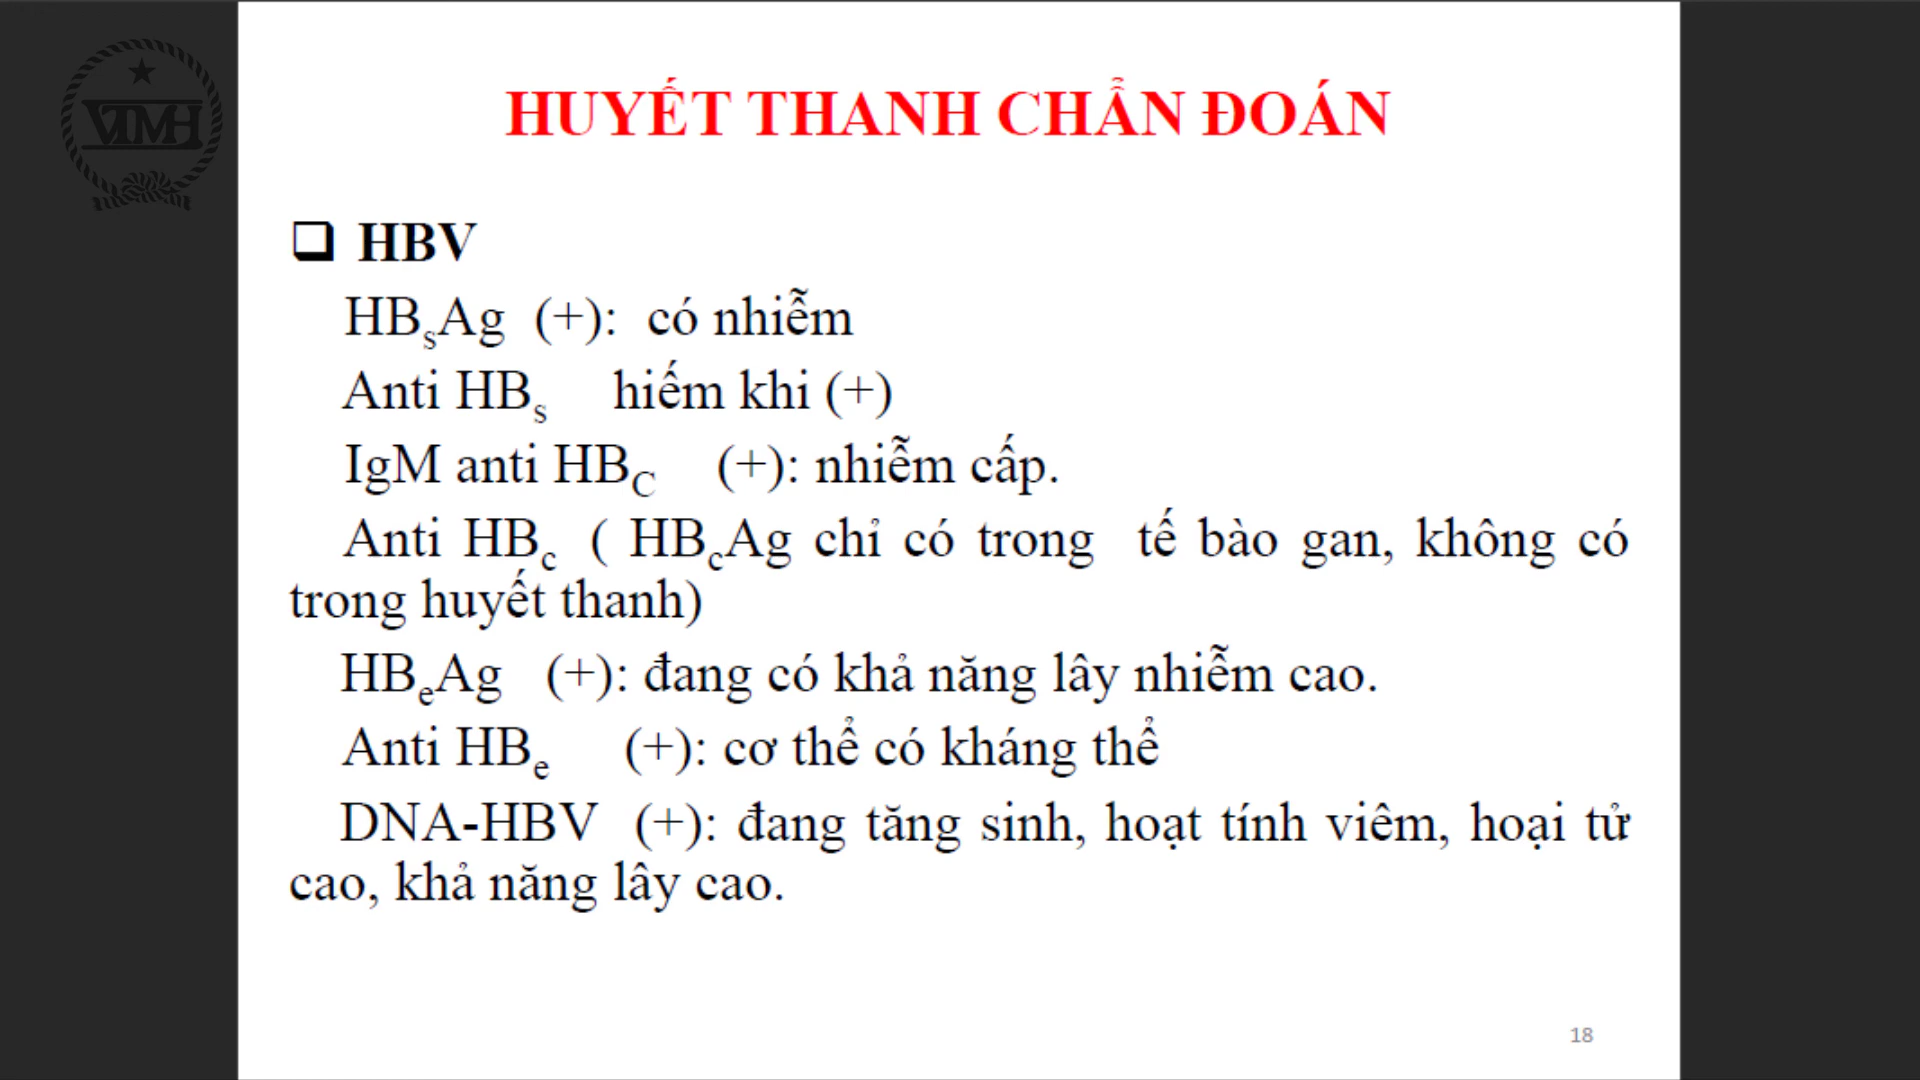 VTMH
HUYẾT THANH CHẨN ĐOÁN
❑ HBV
HBsAg (+): có nhiễm
Anti HBs hiếm khi (+)
IgM anti HBC (+): nhiễm cấp.
Anti HBc ( HBcAg chỉ có trong tế bào gan, không có
trong huyết thanh)
HBeAg (+): đang có khả năng lây nhiễm cao.
Anti HBe (+): cơ thể có kháng thể
DNA-HBV (+): đang tăng sinh, hoạt tính viêm, hoại tử
cao, khả năng lây cao.
18